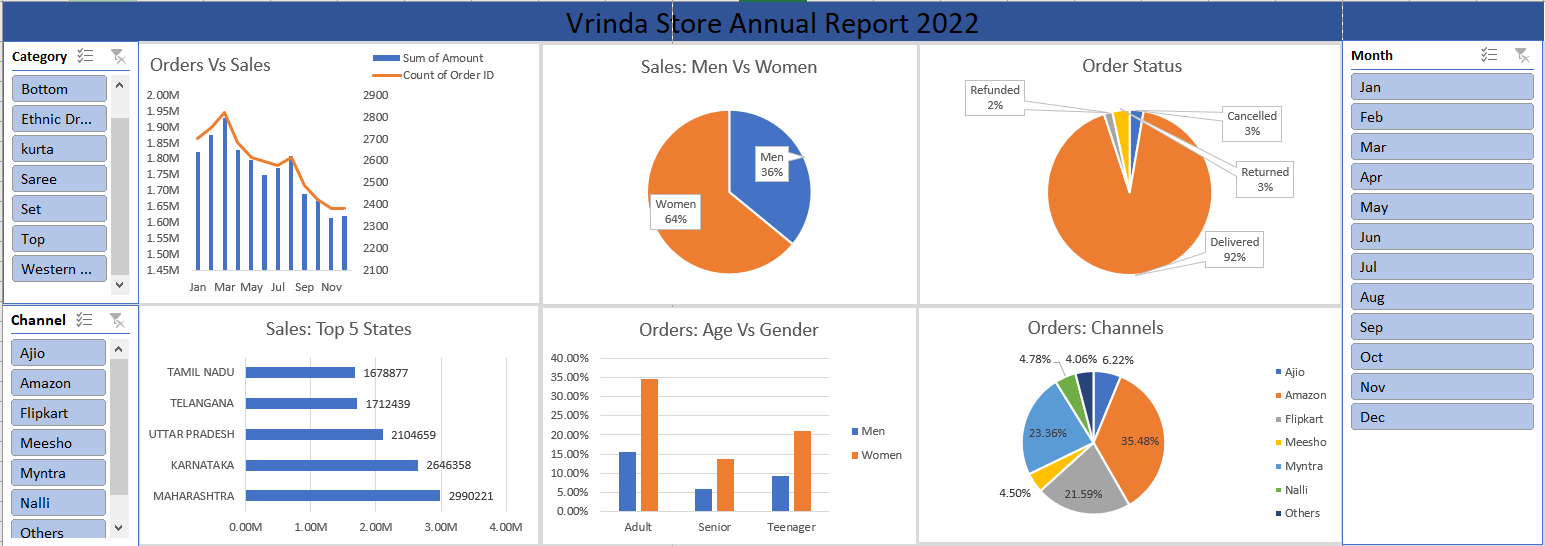 Vrinda Store Annual Report 2022
Category
Bottom
Ethnic Dr...
kurta
Saree
Set
Top
Western ...
Channel
Ajio
Amazon
Flipkart
Meesho
Myntra
Nalli
Others
Orders Vs Sales
Sum of Amount
Count of Order ID
2.00M
1.95M
1.90M
1.85M
1.80M
1.75M
1.70M
1.65M
1.60M
1.55M
1.50M
1.45M
2900
2800
2700
2600
2500
2400
2300
2200
2100
Jan Mar May Jul Sep Nov
Sales: Men Vs Women
Men
36%
Women
64%
Order Status
Refunded
2%
Cancelled
3%
Returned
3%
Delivered
92%
Sales: Top 5 States
TAMIL NADU 1678877
TELANGANA 1712439
UTTAR PRADESH 2104659
KARNATAKA 2646358
MAHARASHTRA 2990221
0.00M 1.00M 2.00M 3.00M 4.00M
Orders: Age Vs Gender
40.00%
35.00%
30.00%
25.00%
20.00%
15.00%
10.00%
5.00%
0.00%
Adult Senior Teenager
Men
Women
Orders: Channels
4.78% 4.06% 6.22%
23.36% 35.48%
4.50% 21.59%
Ajio
Amazon
Flipkart
Meesho
Myntra
Nalli
Others
Month
Jan
Feb
Mar
Apr
May
Jun
Jul
Aug
Sep
Oct
Nov
Dec